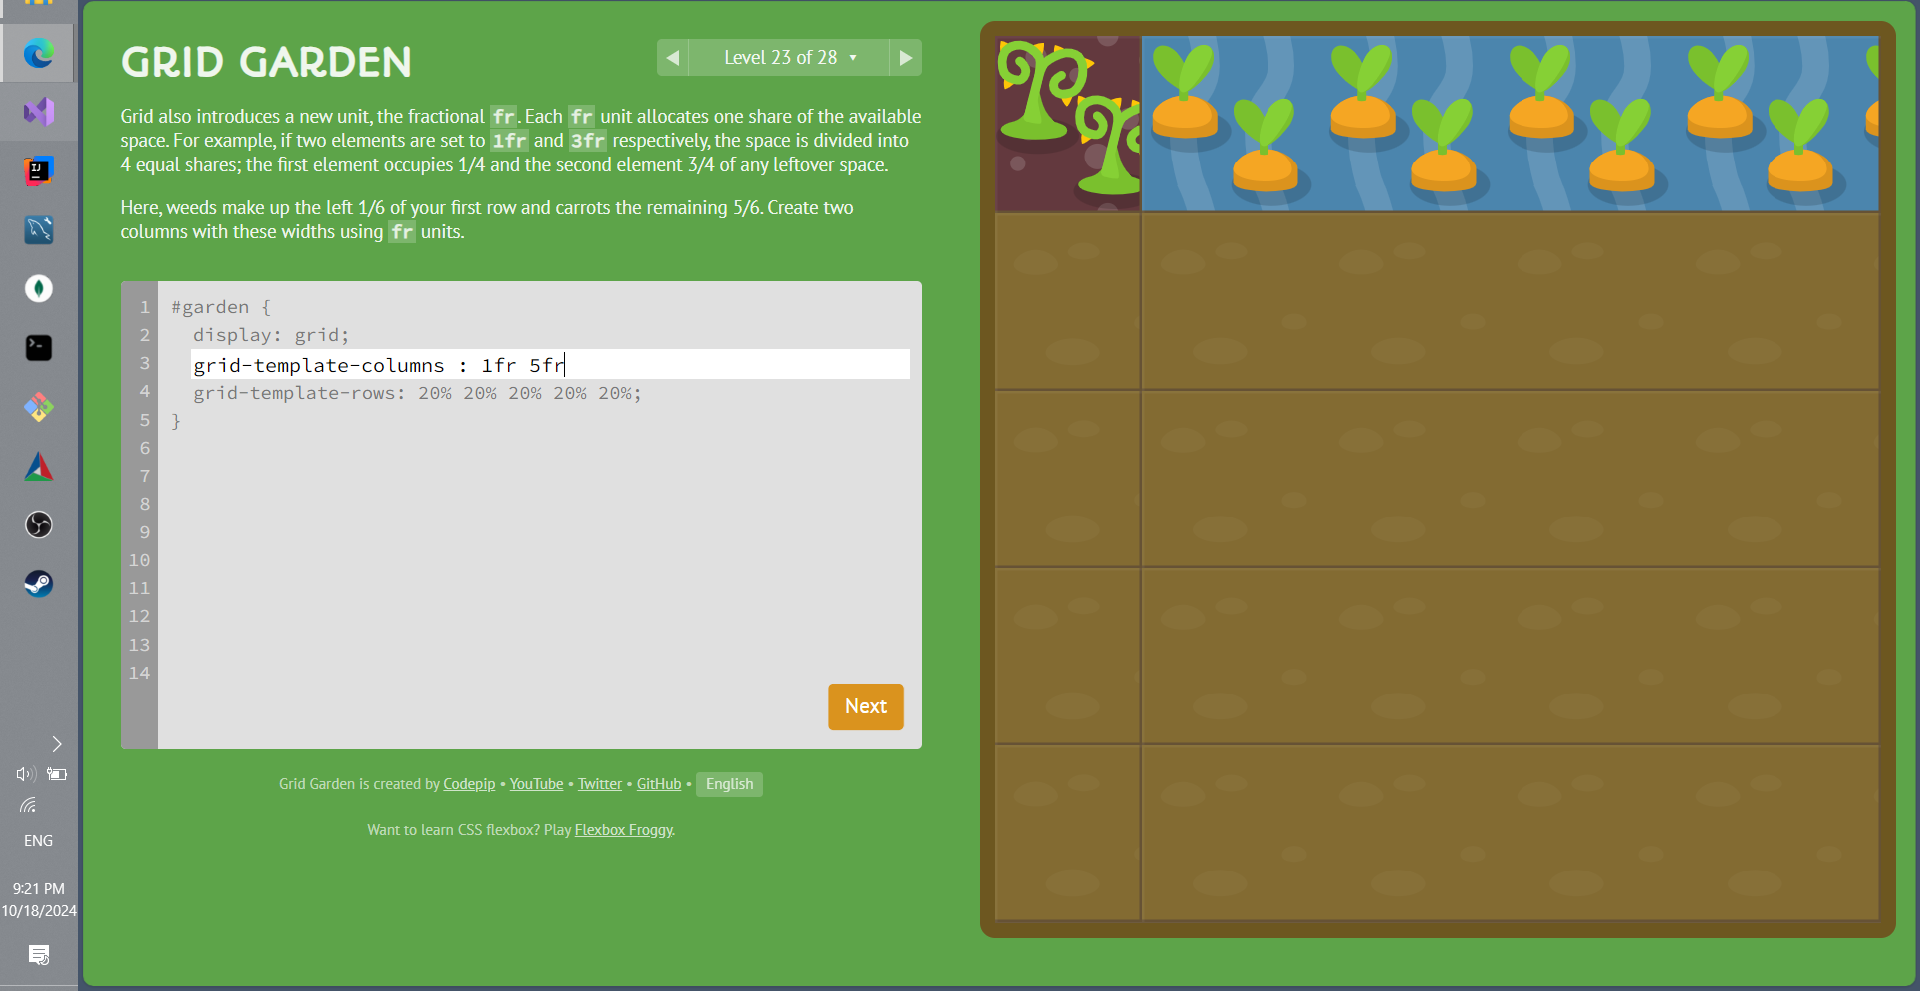 GRID GARDEN
Level 23 of 28
Grid also introduces a new unit, the fractional fr. Each fr unit allocates one share of the available
space. For example, if two elements are set to 1fr and 3fr respectively, the space is divided into
4 equal shares; the first element occupies 1/4 and the second element 3/4 of any leftover space.
Here, weeds make up the left 1/6 of your first row and carrots the remaining 5/6. Create two
columns with these widths using fr units.
1 #garden {
2 display: grid;
3 grid-template-columns : 1fr 5fr
4 grid-template-rows: 20% 20% 20% 20% 20%;
5 }
6
7
8
9
10
11
12
13
14
Next
Grid Garden is created by Codepip • YouTube • Twitter • GitHub • English
Want to learn CSS flexbox? Play Flexbox Froggy.
IJ
ENG
9:21 PM
10/18/2024